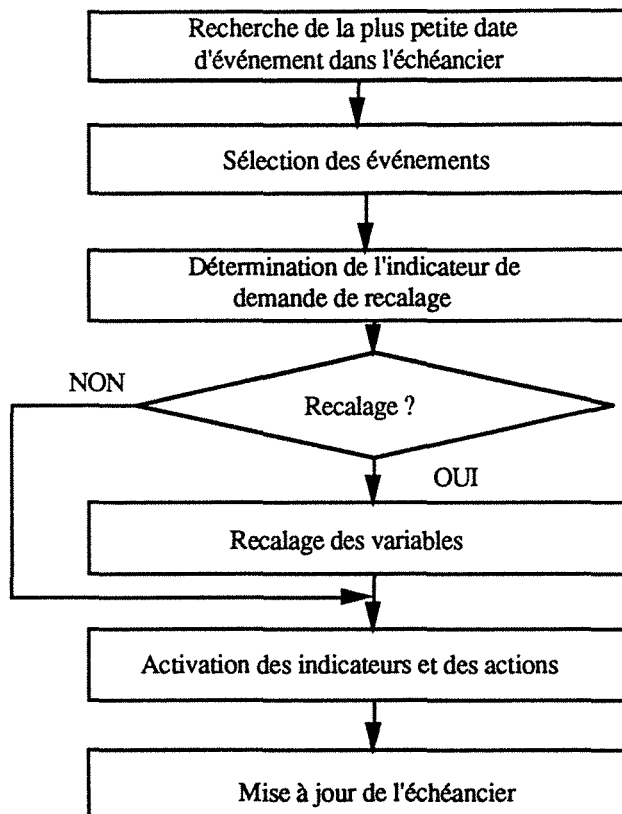 Recherche de la plus petite date
d'événement dans l'échéancier
Sélection des événements
Détermination de l'indicateur de
demande de recalage
NON
Recalage ?
OUI
Recalage des variables
Activation des indicateurs et des actions
Mise à jour de l'échéancier